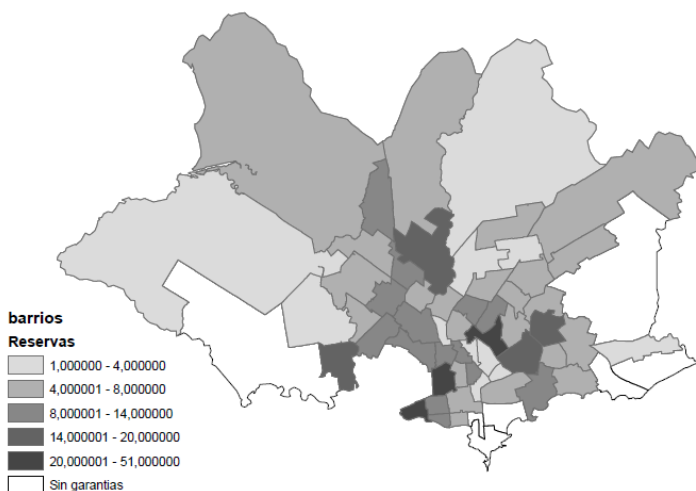 barrios
Reservas
1,000000 - 4,000000
4,000001 - 8,000000
8,000001 - 14,000000
14,000001 - 20,000000
20,000001 - 51,000000
Sin garantias